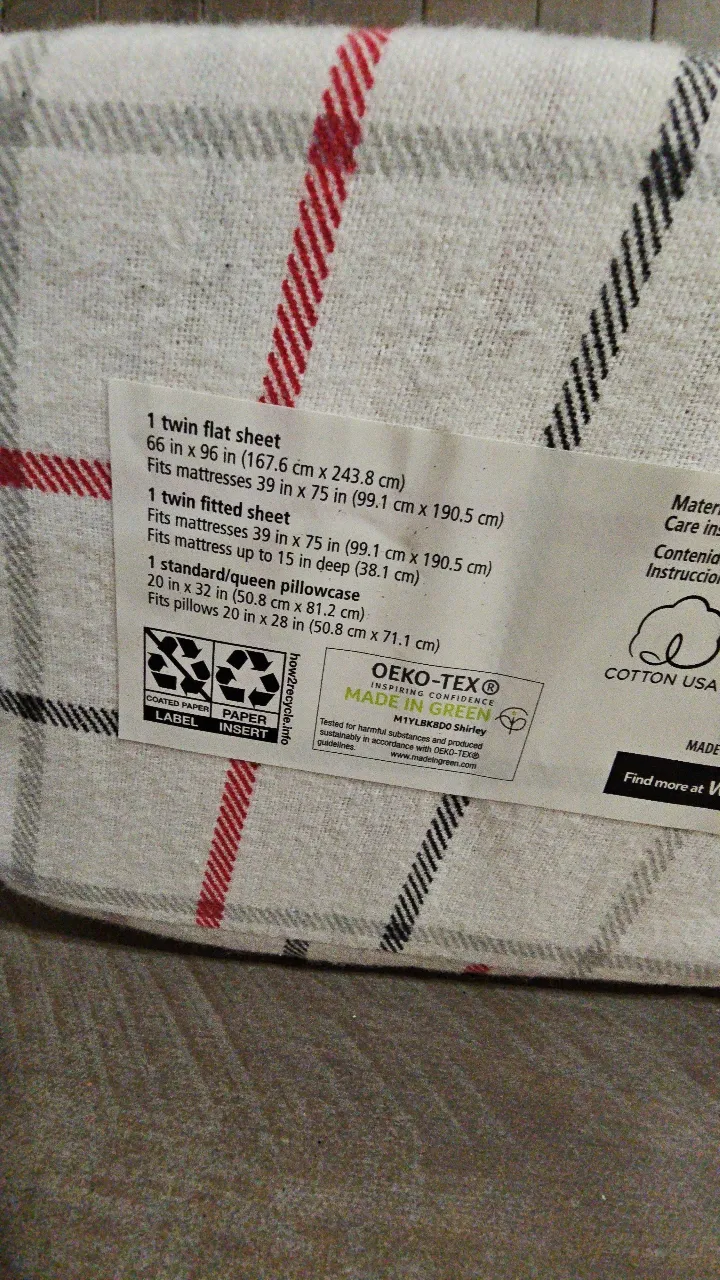 1 twin flat sheet
66 in x 96 in (167.6 cm x 243.8 cm)
Fits mattresses 39 in x 75 in (99.1 cm x 190.5 cm)
1 twin fitted sheet
Fits mattresses 39 in x 75 in (99.1 cm x 190.5 cm)
Fits mattress up to 15 in deep (38.1 cm)
1 standard/queen pillowcase
20 in x 32 in (50.8 cm x 81.2 cm)
Fits pillows 20 in x 28 in (50.8 cm x 71.1 cm)
COATED PAPER
LABEL
PAPER
INSERT
how2recycle.info
OEKO-TEX®
INSPIRING CONFIDENCE
MADE IN GREEN
M1YLBKBD0 Shirley
Tested for harmful substances and produced
sustainably in accordance with OEKO-TEX®
guidelines. www.madeingreen.com
Mater
Care ins
Contenid
Instruccion
COTTON USA
MADE
Find more at W